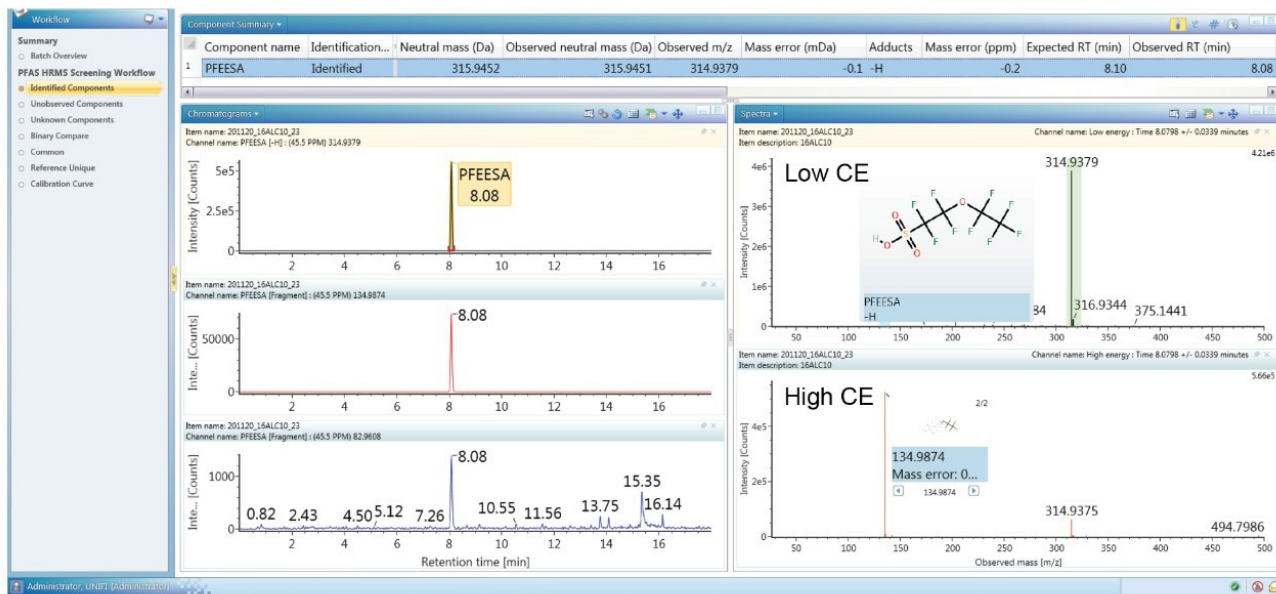 Workflow
Summary
Batch Overview
PFAS HRMS Screening Workflow
Identified Components
Unobserved Components
Unknown Components
Binary Compare
Common
Reference Unique
Calibration Curve
Component Summary
Component name Identification... Neutral mass (Da) Observed neutral mass (Da) Observed m/z Mass error (mDa) Adducts Mass error (ppm) Expected RT (min) Observed RT (min)
1 PFEESA Identified 315.9452 315.9451 314.9379 -0.1 -H -0.2 8.10 8.08
Chromatograms
Item name: 201120_16ALC10_23
Channel name: PFEESA [-H] : (45.5 PPM) 314.9379
Intensity [Counts]
5e5
2.5e5
0
PFEESA
8.08
2 4 6 8 10 12 14 16
Item name: 201120_16ALC10_23
Channel name: PFEESA [Fragment] : (45.5 PPM) 134.9874
Inte... [Counts]
50000
0
8.08
2 4 6 8 10 12 14 16
Item name: 201120_16ALC10_23
Channel name: PFEESA [Fragment] : (45.5 PPM) 82.9608
Inte... [Counts]
1000
0
0.82 2.43 4.50 5.12 7.26 8.08 10.55 11.56 13.75 15.35 16.14
2 4 6 8 10 12 14 16
Retention time [min]
Spectra
Item name: 201120_16ALC10_23 Channel name: Low energy : Time 8.0798 +/- 0.0339 minutes
Item description: 16ALC10
4.21e6
Low CE
Intensity [Counts]
4e6
3e6
2e6
1e6
0
314.9379
F F F F F F F F F
O O O O S H
PFEESA
-H
84
316.9344
375.1441
50 100 150 200 250 300 350 400 450 500
Item name: 201120_16ALC10_23 Channel name: High energy : Time 8.0798 +/- 0.0339 minutes
Item description: 16ALC10
5.66e5
High CE
Intensity [Counts]
4e5
2e5
0
2/2
134.9874
Mass error: 0...
134.9874
314.9375
494.7986
50 100 150 200 250 300 350 400 450 500
Observed mass [m/z]
Administrator, UNIFI [Administrator]